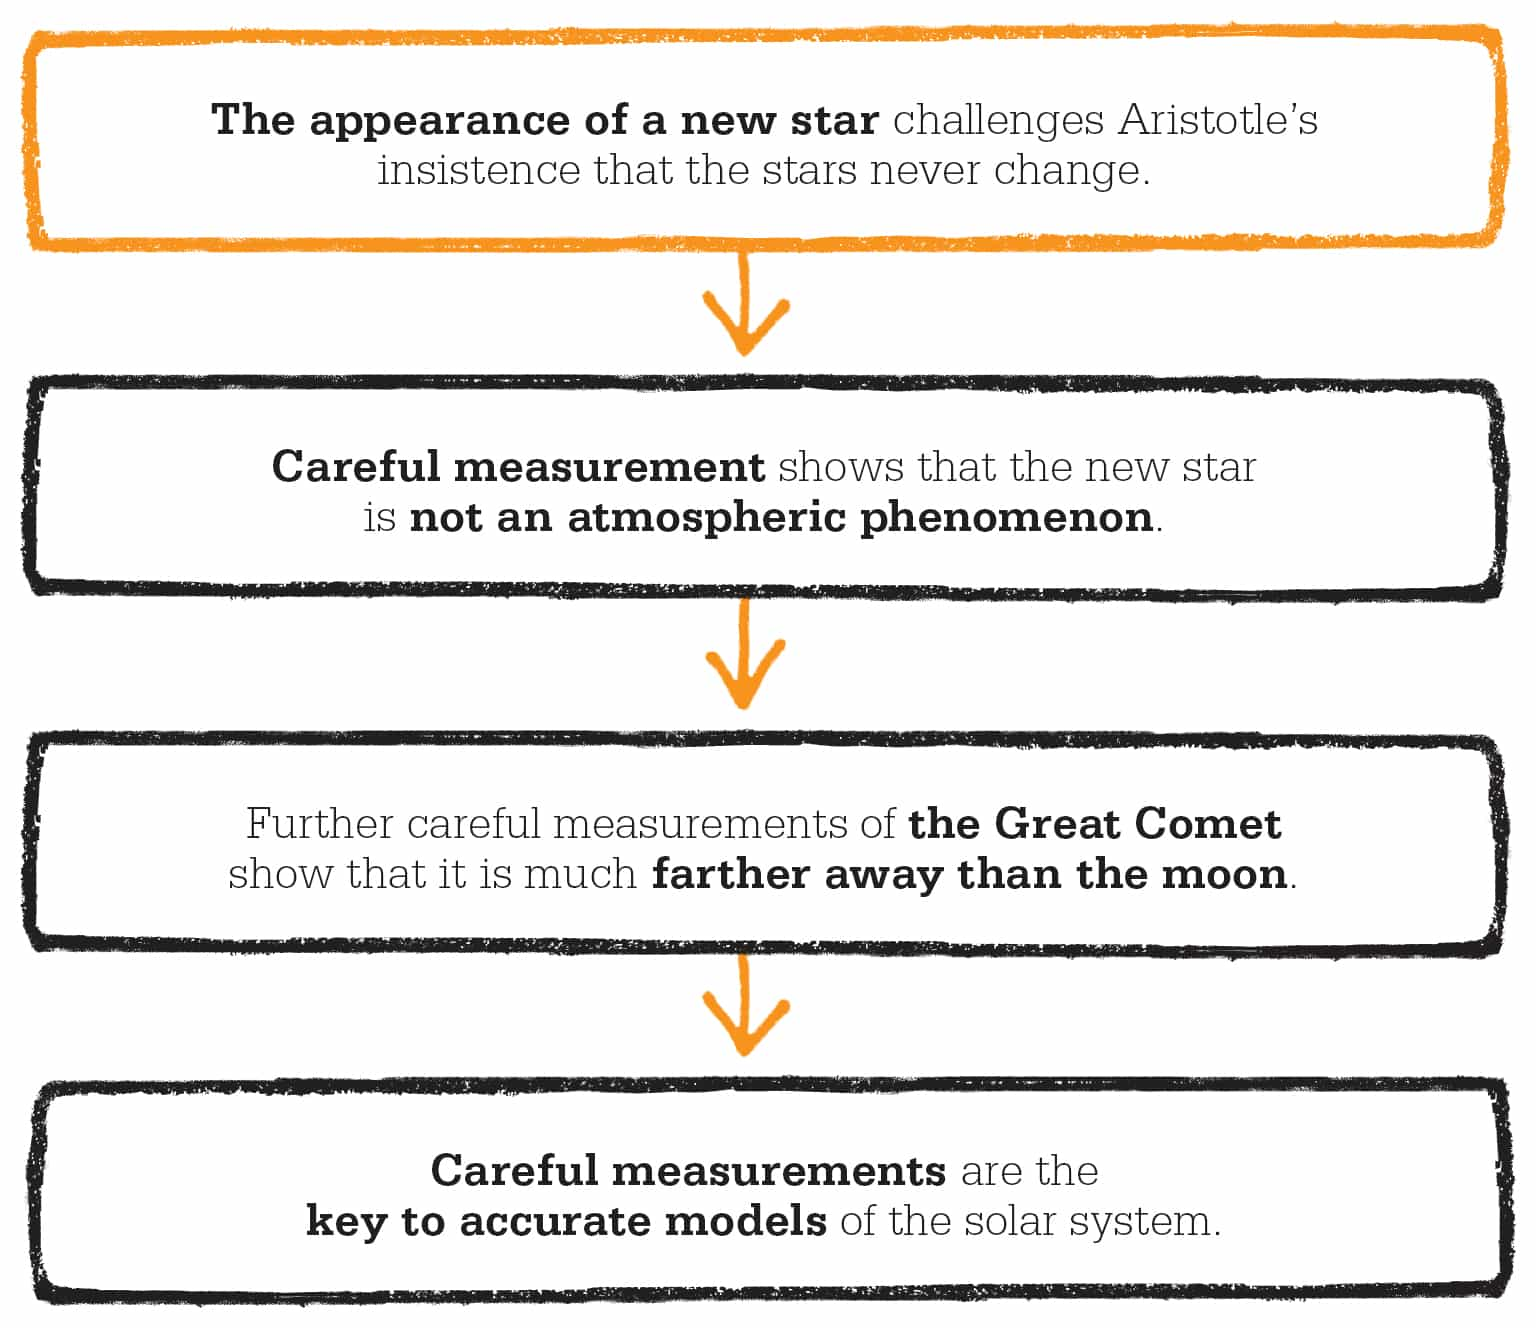 The appearance of a new star challenges Aristotle’s
insistence that the stars never change.
Careful measurement shows that the new star
is not an atmospheric phenomenon.
Further careful measurements of the Great Comet
show that it is much farther away than the moon.
Careful measurements are the
key to accurate models of the solar system.